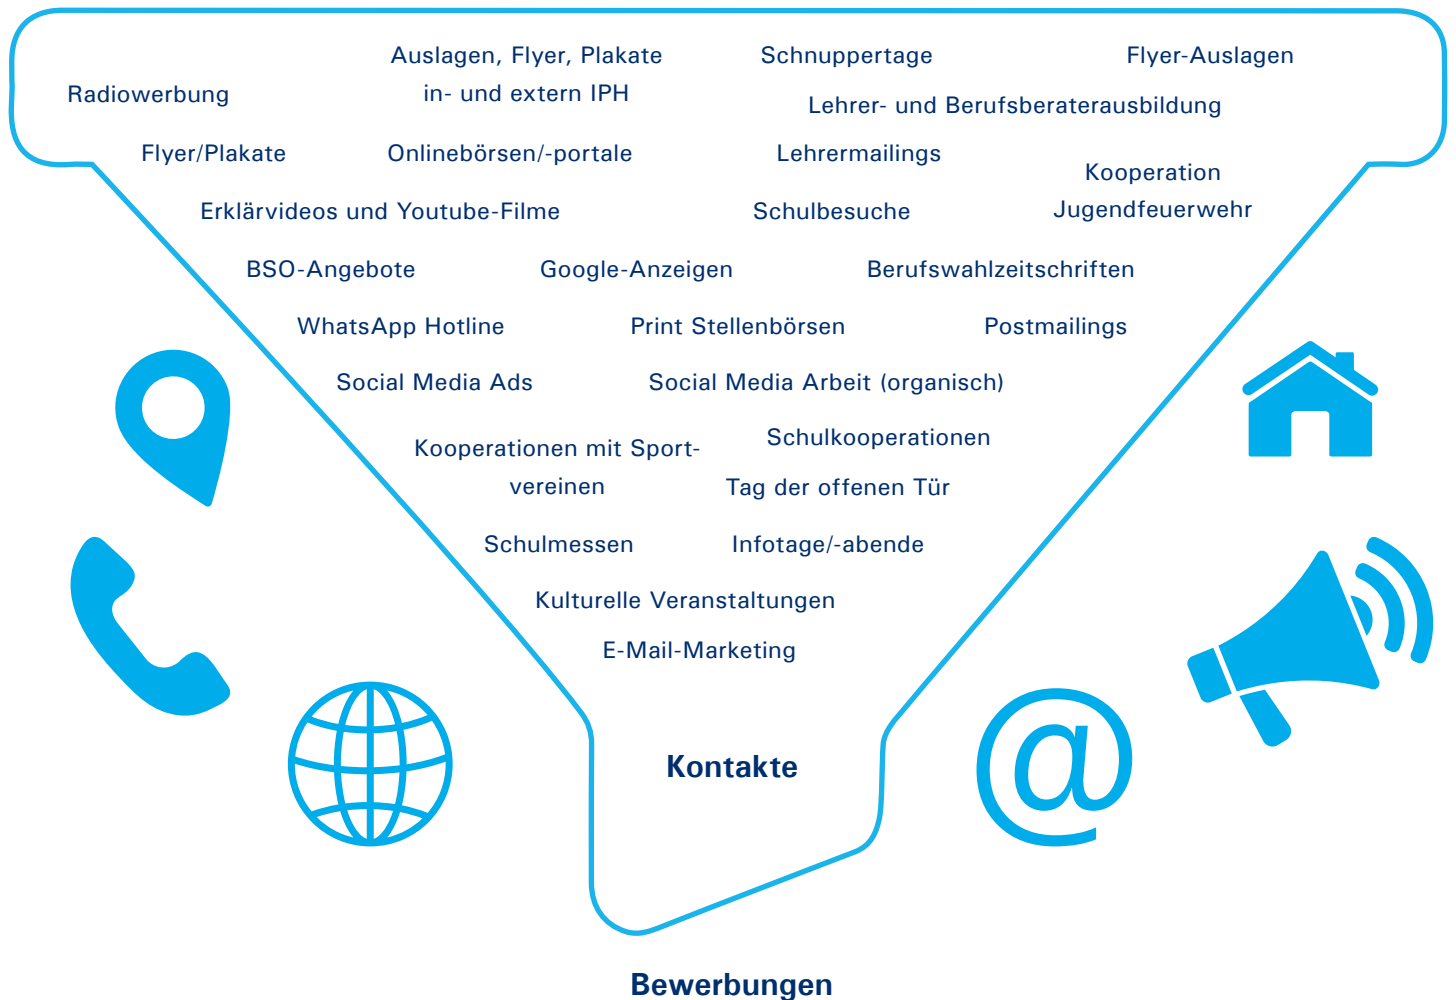 Auslagen, Flyer, Plakate
in- und extern IPH
Schnuppertage
Flyer-Auslagen
Radiowerbung
Lehrer- und Berufsberaterausbildung
Flyer/Plakate
Onlinebörsen/-portale
Lehrermailings
Kooperation
Jugendfeuerwehr
Erklärvideos und Youtube-Filme
Schulbesuche
BSO-Angebote
Google-Anzeigen
Berufswahlzeitschriften
WhatsApp Hotline
Print Stellenbörsen
Postmailings
Social Media Ads
Social Media Arbeit (organisch)
Kooperationen mit Sport-
vereinen
Schulkooperationen
Tag der offenen Tür
Schulmessen
Infotage/-abende
Kulturelle Veranstaltungen
E-Mail-Marketing
Kontakte
@
Bewerbungen